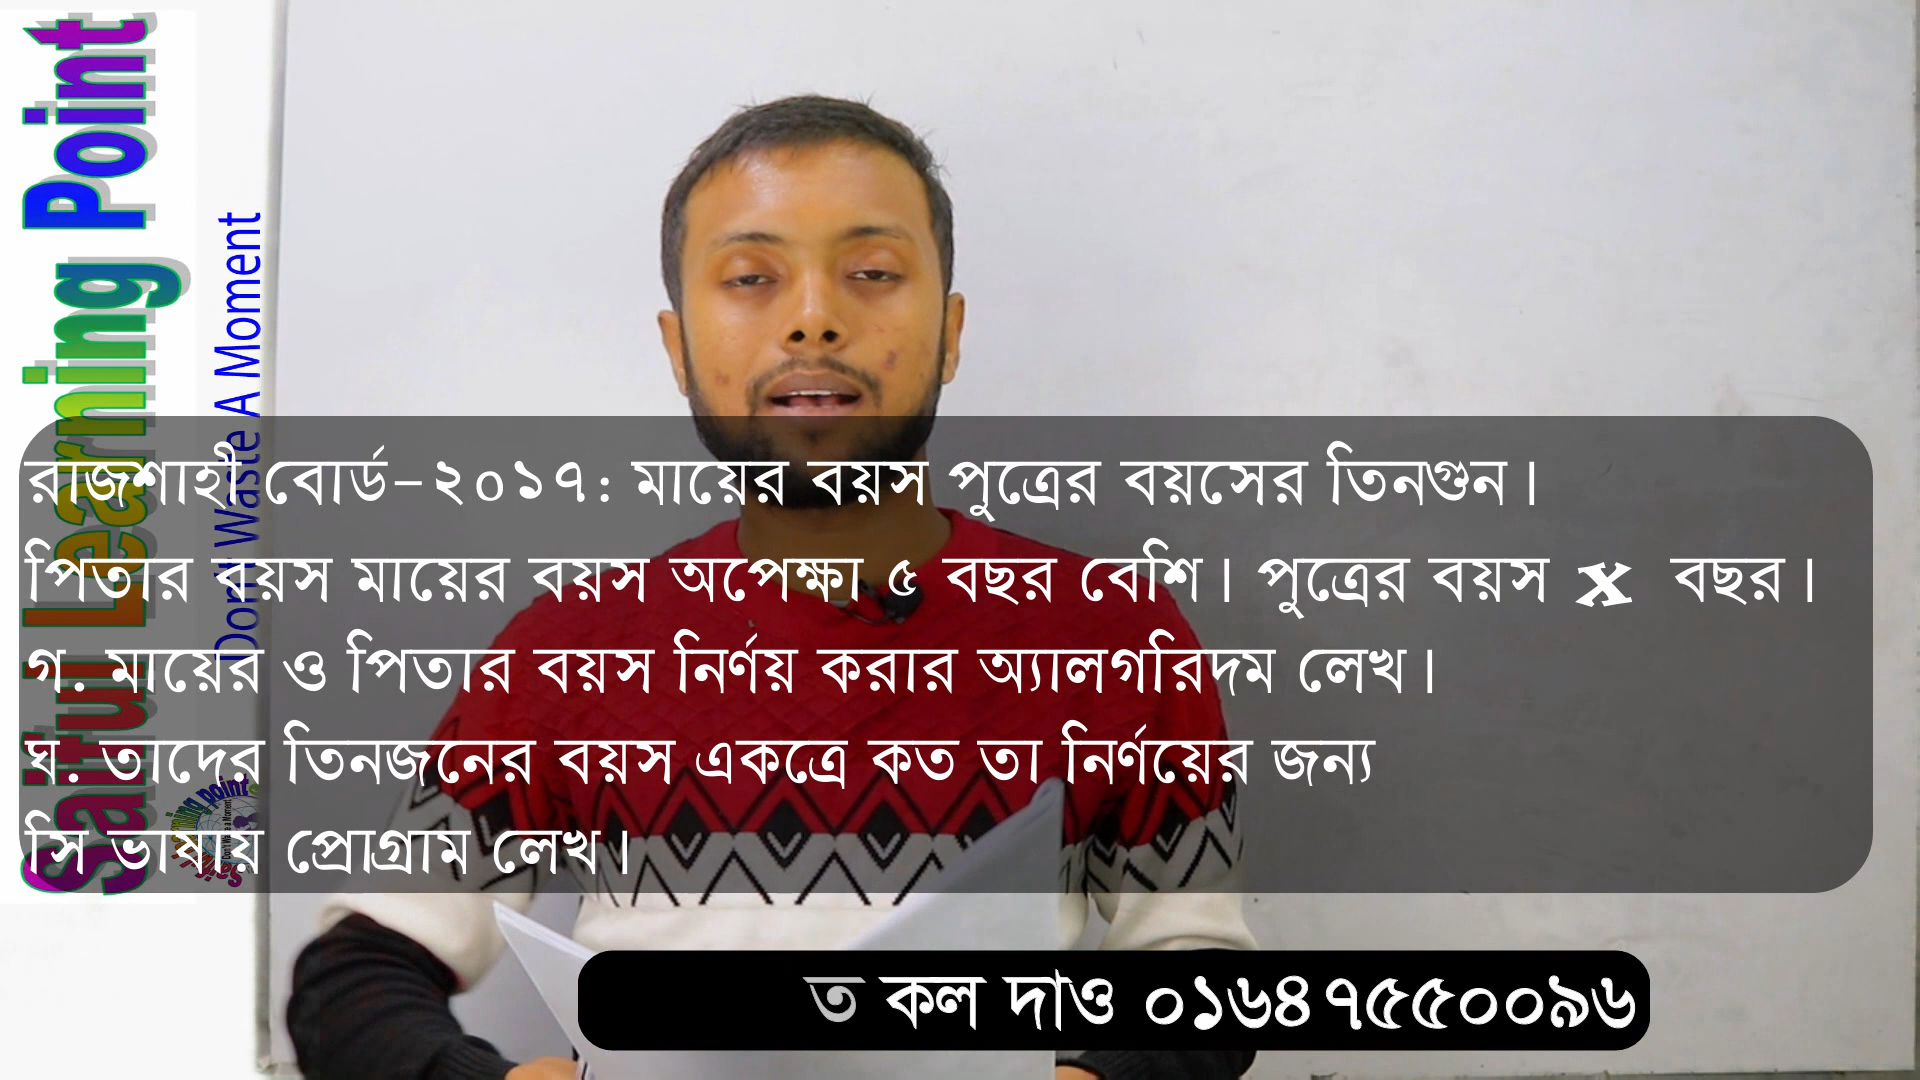 Saiful Learning Point
Don't Waste A Moment
রাজশাহী বোর্ড-২০১৭: মায়ের বয়স পুত্রের বয়সের তিনগুন।
পিতার বয়স মায়ের বয়স অপেক্ষা ৫ বছর বেশি। পুত্রের বয়স x বছর।
গ. মায়ের ও পিতার বয়স নির্ণয় করার অ্যালগরিদম লেখ।
ঘ. তাদের তিনজনের বয়স একত্রে কত তা নির্ণয়ের জন্য
সি ভাষায় প্রোগ্রাম লেখ।
ত কল দাও ০১৬৪৭৫৫০০৯৬